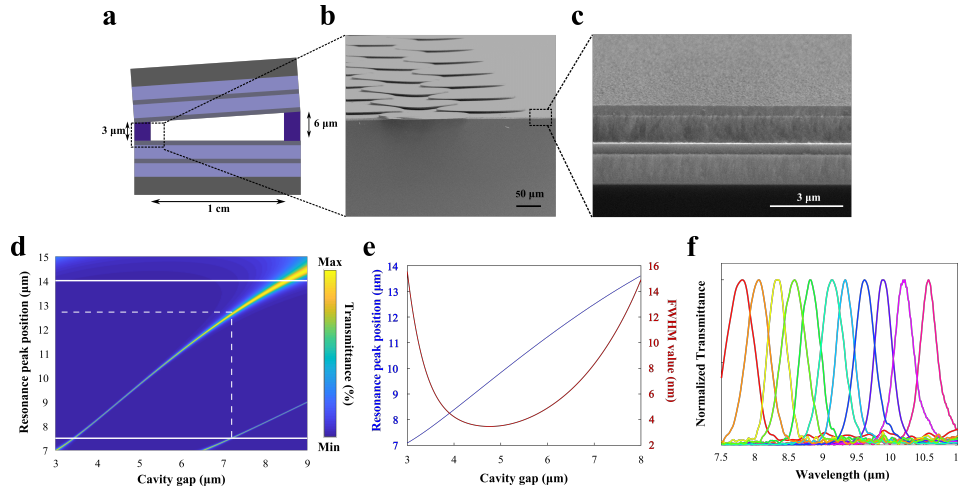 a
b
c
3 µm
6 µm
1 cm
50 µm
3 µm
d
e
f
Resonance peak position (µm)
15
14
13
12
11
10
9
8
7
3
4
5
6
7
8
9
Cavity gap (µm)
Max
Min
Transmittance (%)
Resonance peak position (µm)
14
13
12
11
10
9
8
7
3
4
5
6
7
8
Cavity gap (µm)
16
14
12
10
8
6
4
2
FWHM value (nm)
Normalized Transmittance
7.5
8
8.5
9
9.5
10
10.5
Wavelength (µm)